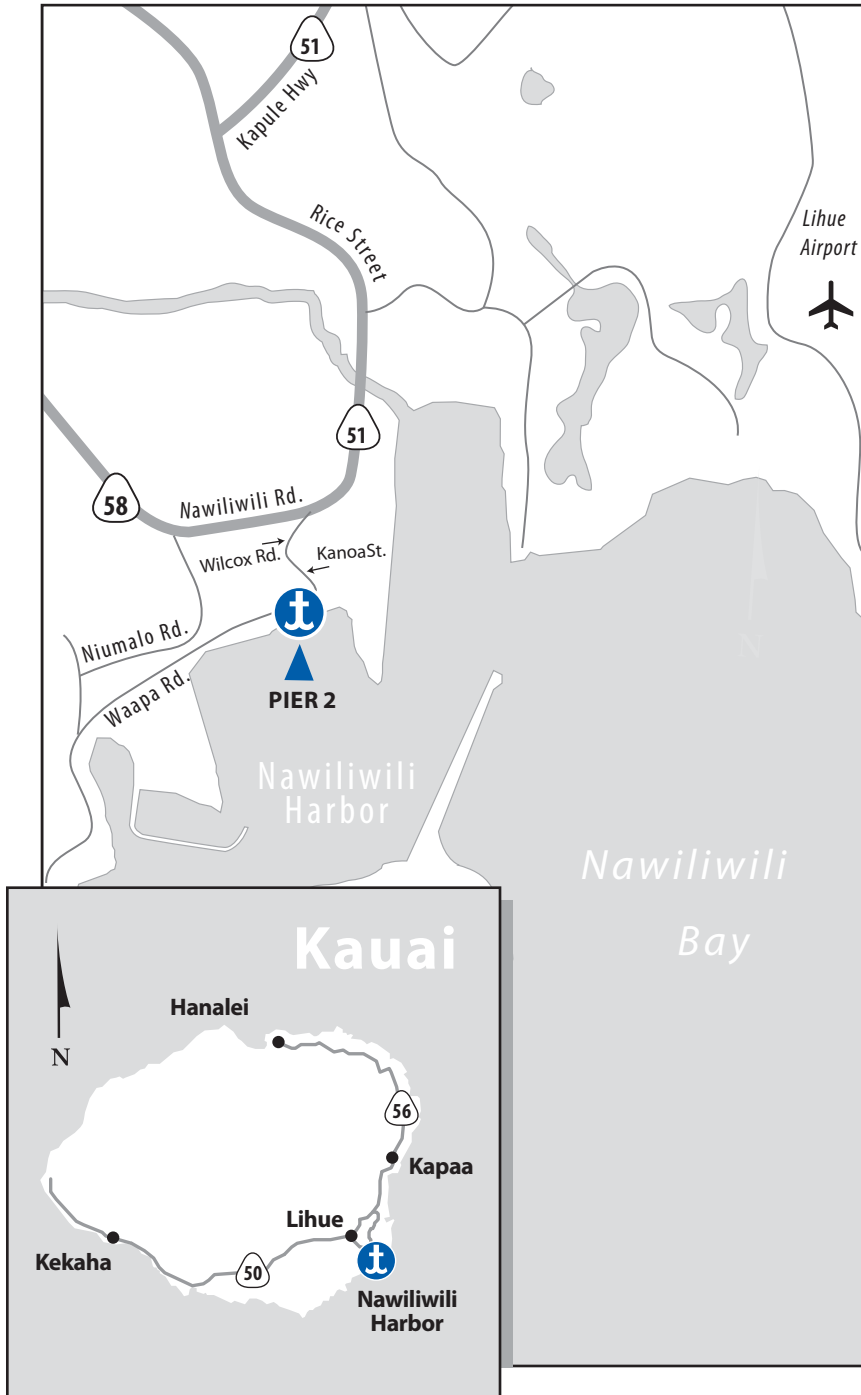 51
Kapule Hwy
Rice Street
Lihue
Airport
51
58
Nawiliwili Rd.
Wilcox Rd.
KanoaSt.
Niumalo Rd.
Waapa Rd.
PIER 2
N
Nawiliwili
Harbor
Nawiliwili
Bay
Kauai
N
Hanalei
56
Kapaa
Lihue
Kekaha
50
Nawiliwili
Harbor